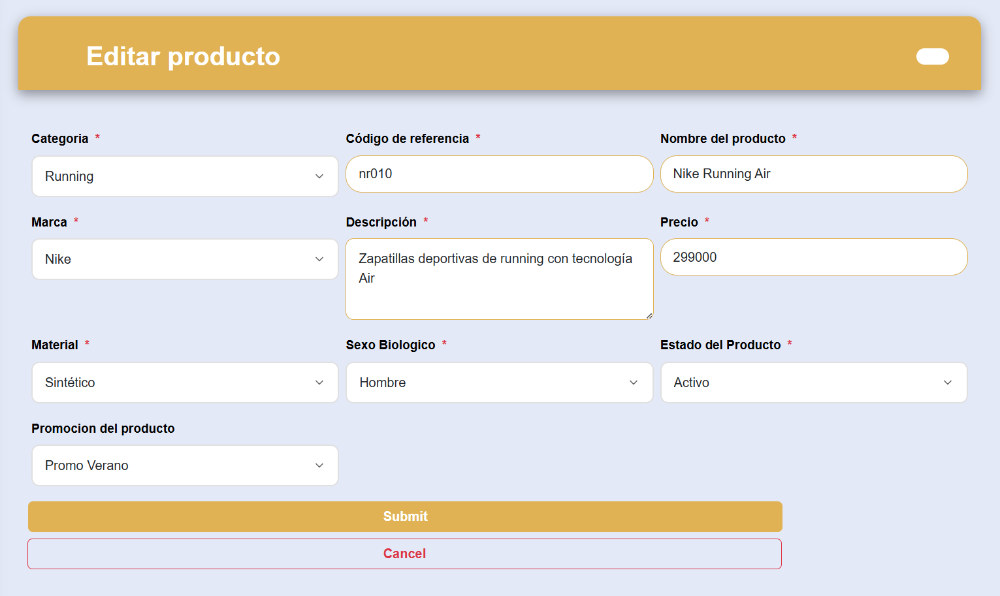 Editar producto
Categoria *
Código de referencia *
Nombre del producto *
Running
nr010
Nike Running Air
Marca *
Descripción *
Precio *
Nike
Zapatillas deportivas de running con tecnología
Air
299000
Material *
Sexo Biologico *
Estado del Producto *
Sintético
Hombre
Activo
Promocion del producto
Promo Verano
Submit
Cancel